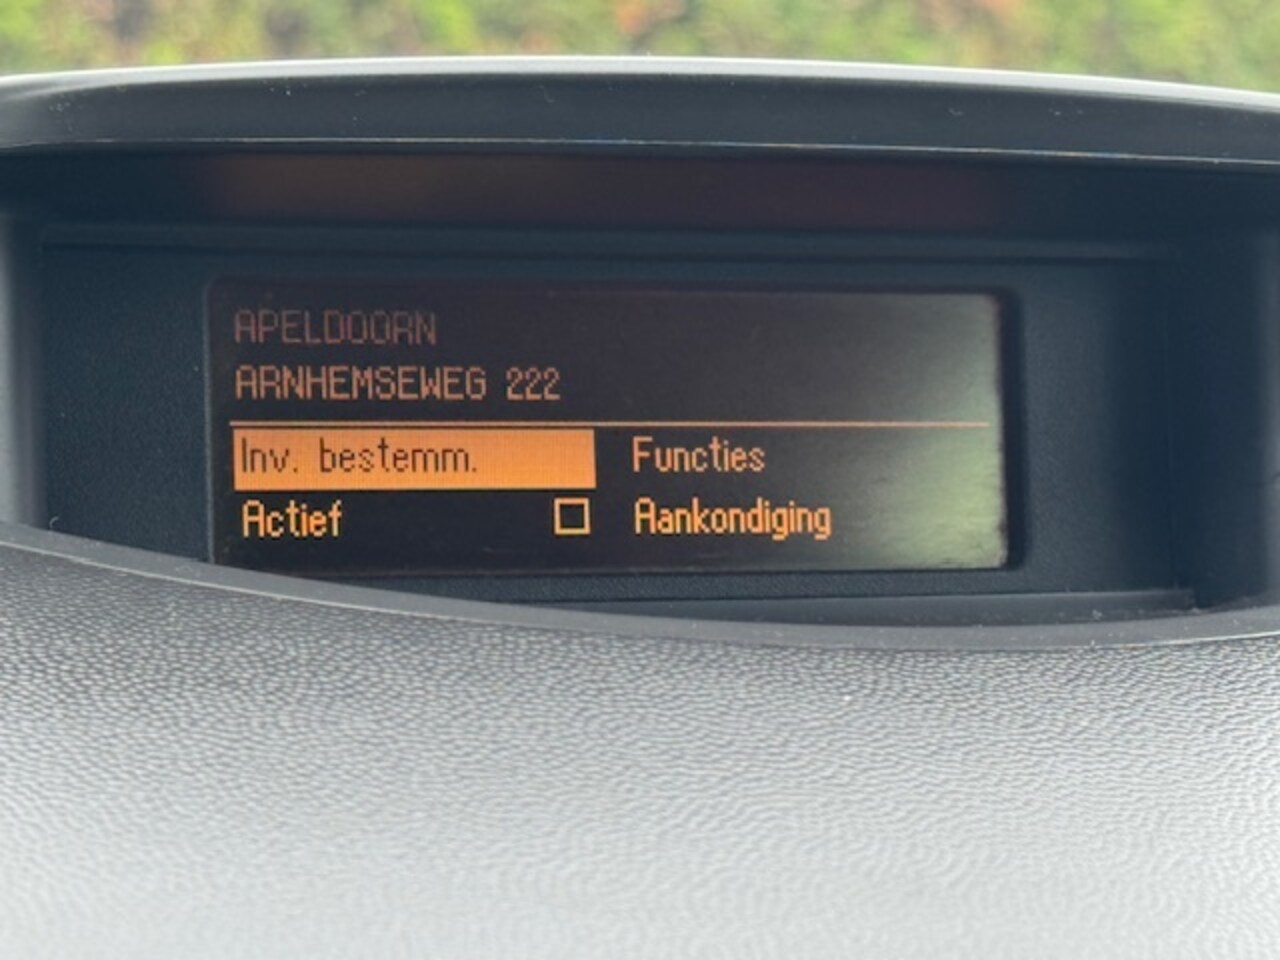 APELDOORN
ARNHEMSEWEG 222
Inv. bestemm. Functies
Actief Aankondiging